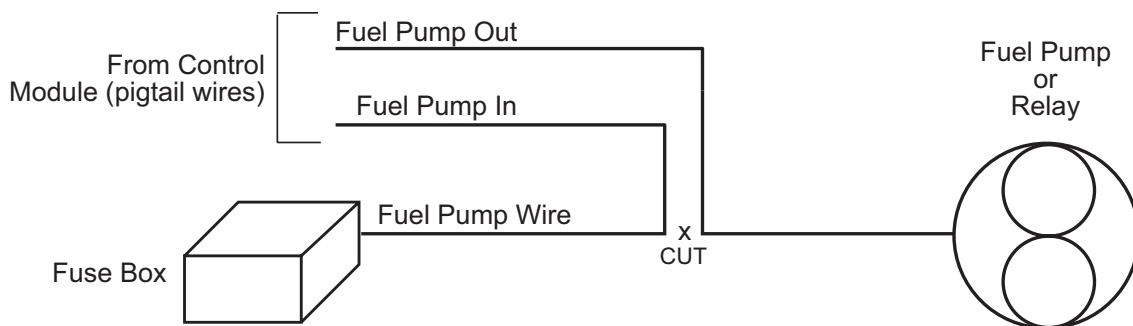 Fuel Pump Out
From Control
Module (pigtail wires)
Fuel Pump In
Fuel Pump
or
Relay
Fuel Pump Wire
x
CUT
Fuse Box